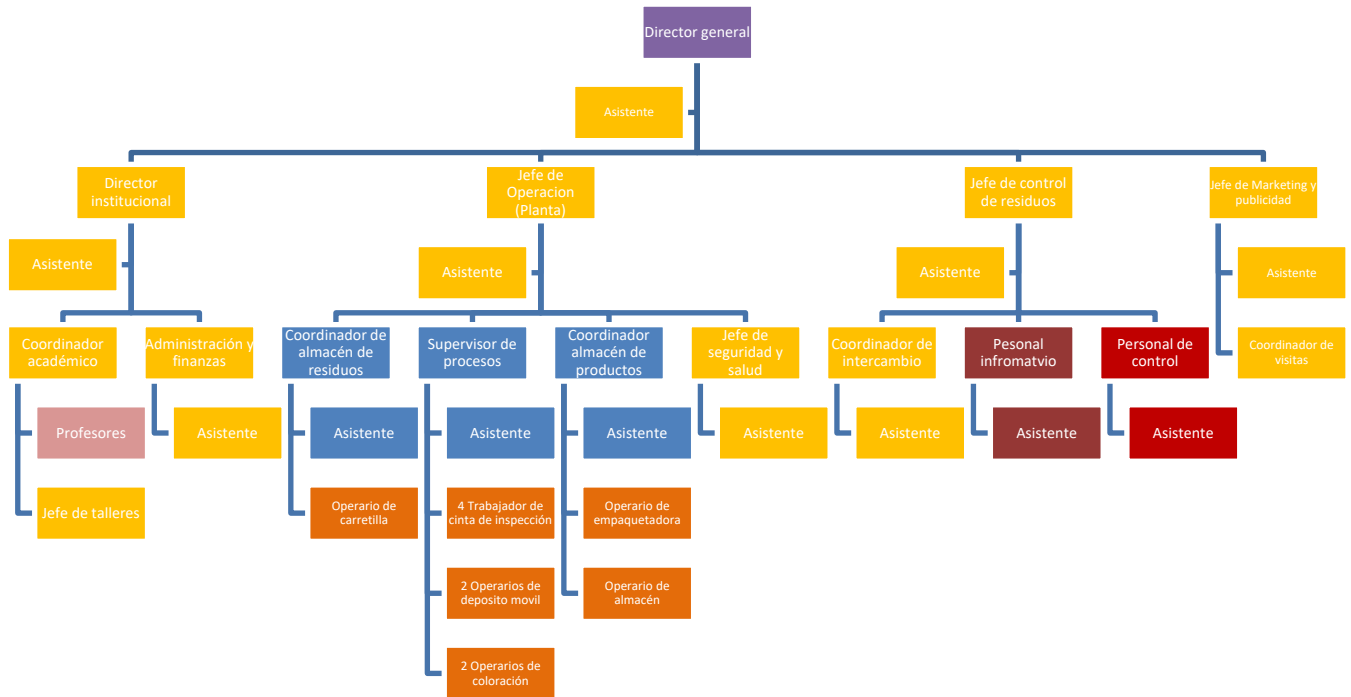 Director general
Asistente
Director
institucional
Jefe de
Operacion
(Planta)
Jefe de control
de residuos
Jefe de Marketing y
publicidad
Asistente
Asistente
Asistente
Asistente
Coordinador
académico
Administración y
finanzas
Coordinador de
almacén de
residuos
Supervisor de
procesos
Coordinador
almacén de
productos
Jefe de
seguridad y
salud
Coordinador de
intercambio
Pesonal
infromatvio
Personal de
control
Coordinador de
visitas
Profesores
Asistente
Asistente
Asistente
Asistente
Asistente
Asistente
Asistente
Asistente
Jefe de talleres
Operario de
carretilla
4 Trabajador de
cinta de inspección
Operario de
empaquetadora
2 Operarios de
deposito movil
Operario de
almacén
2 Operarios de
coloración